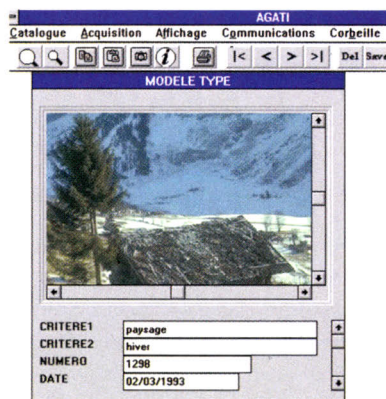 AGATI
Catalogue Acquisition Affichage Communications Corbeille
|< < > >| Del Save
MODELE TYPE
CRITERE1 paysage
CRITERE2 hiver
NUMERO 1298
DATE 02/03/1993